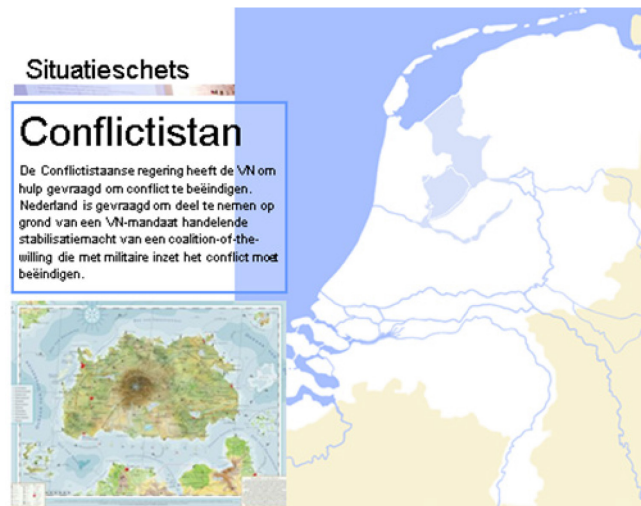 Situatieschets
Conflictistan
De Conflictistaanse regering heeft de VN om
hulp gevraagd om conflict te beëindigen.
Nederland is gevraagd om deel te nemen op
grond van een VN-mandaat handelende
stabilisatiemacht van een coalition-of-the-
willing die met militaire inzet het conflict moet
beëindigen.